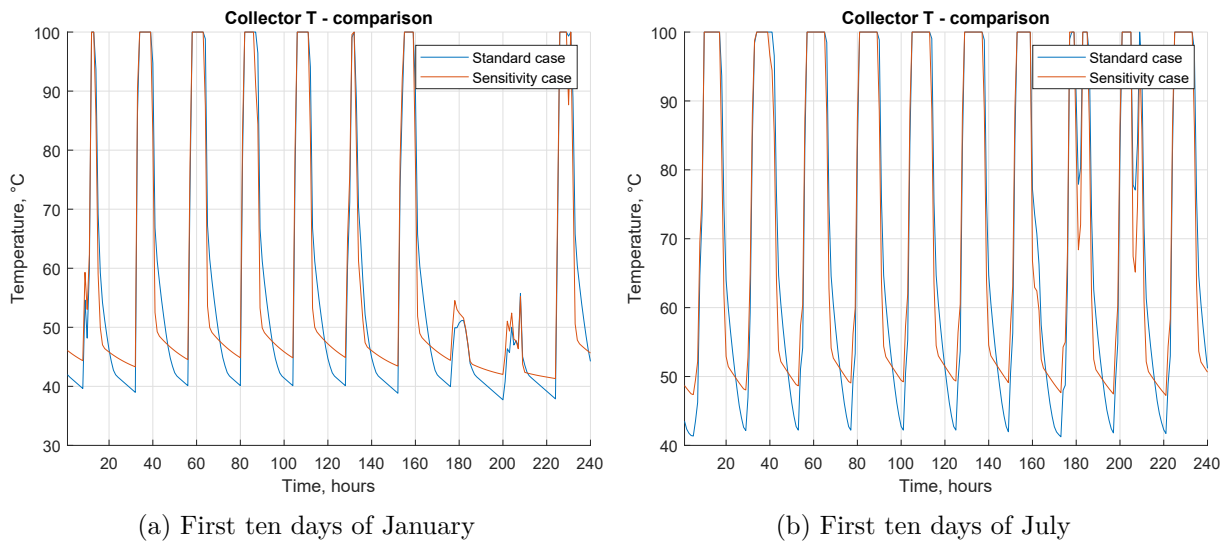 Collector T - comparison
Standard case
Sensitivity case
Temperature, °C
100
90
80
70
60
50
40
30
20 40 60 80 100 120 140 160 180 200 220 240
Time, hours
(a) First ten days of January
Collector T - comparison
Standard case
Sensitivity case
Temperature, °C
100
90
80
70
60
50
40
20 40 60 80 100 120 140 160 180 200 220 240
Time, hours
(b) First ten days of July